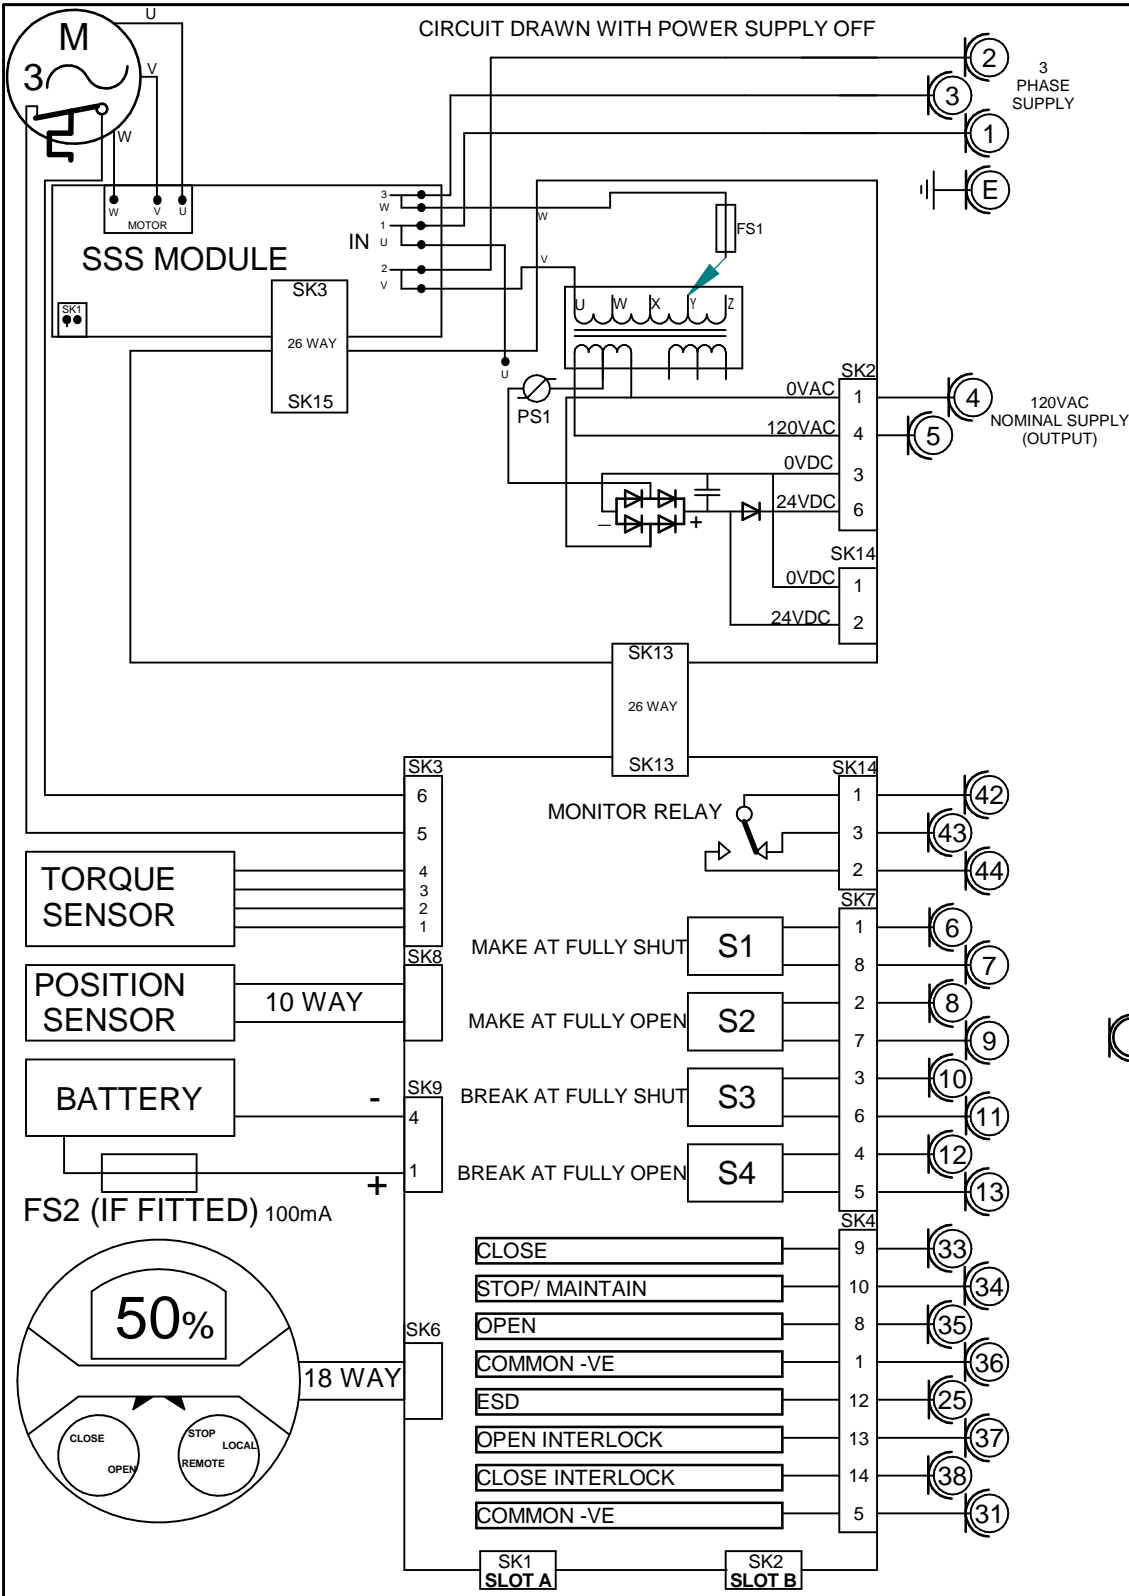 CIRCUIT DRAWN WITH POWER SUPPLY OFF
U
M
3
V
W
2
3
1
E
3
PHASE
SUPPLY
W V U
MOTOR
SSS MODULE
IN
3
W
1
U
2
V
W
V
FS1
U W X Y Z
SK1
SK3
26 WAY
SK15
U
PS1
SK2
0VAC 1 4
120VAC 4 5
0VDC 3
24VDC 6
120VAC
NOMINAL SUPPLY
(OUTPUT)
– +
SK14
0VDC 1
24VDC 2
SK13
26 WAY
SK13
SK3
6
5
4
3
2
1
TORQUE
SENSOR
MONITOR RELAY
SK14
1 42
3 43
2 44
SK8
POSITION
SENSOR
10 WAY
SK7
MAKE AT FULLY SHUT S1
1 6
8 7
MAKE AT FULLY OPEN S2
2 8
7 9
BREAK AT FULLY SHUT S3
3 10
6 11
BREAK AT FULLY OPEN S4
4 12
5 13
BATTERY
SK9
- 4
+ 1
FS2 (IF FITTED) 100mA
SK4
CLOSE 9 33
STOP/ MAINTAIN 10 34
OPEN 8 35
COMMON -VE 1 36
ESD 12 25
OPEN INTERLOCK 13 37
CLOSE INTERLOCK 14 38
COMMON -VE 5 31
50%
SK6
18 WAY
CLOSE
OPEN
STOP
LOCAL
REMOTE
SK1
SLOT A
SK2
SLOT B